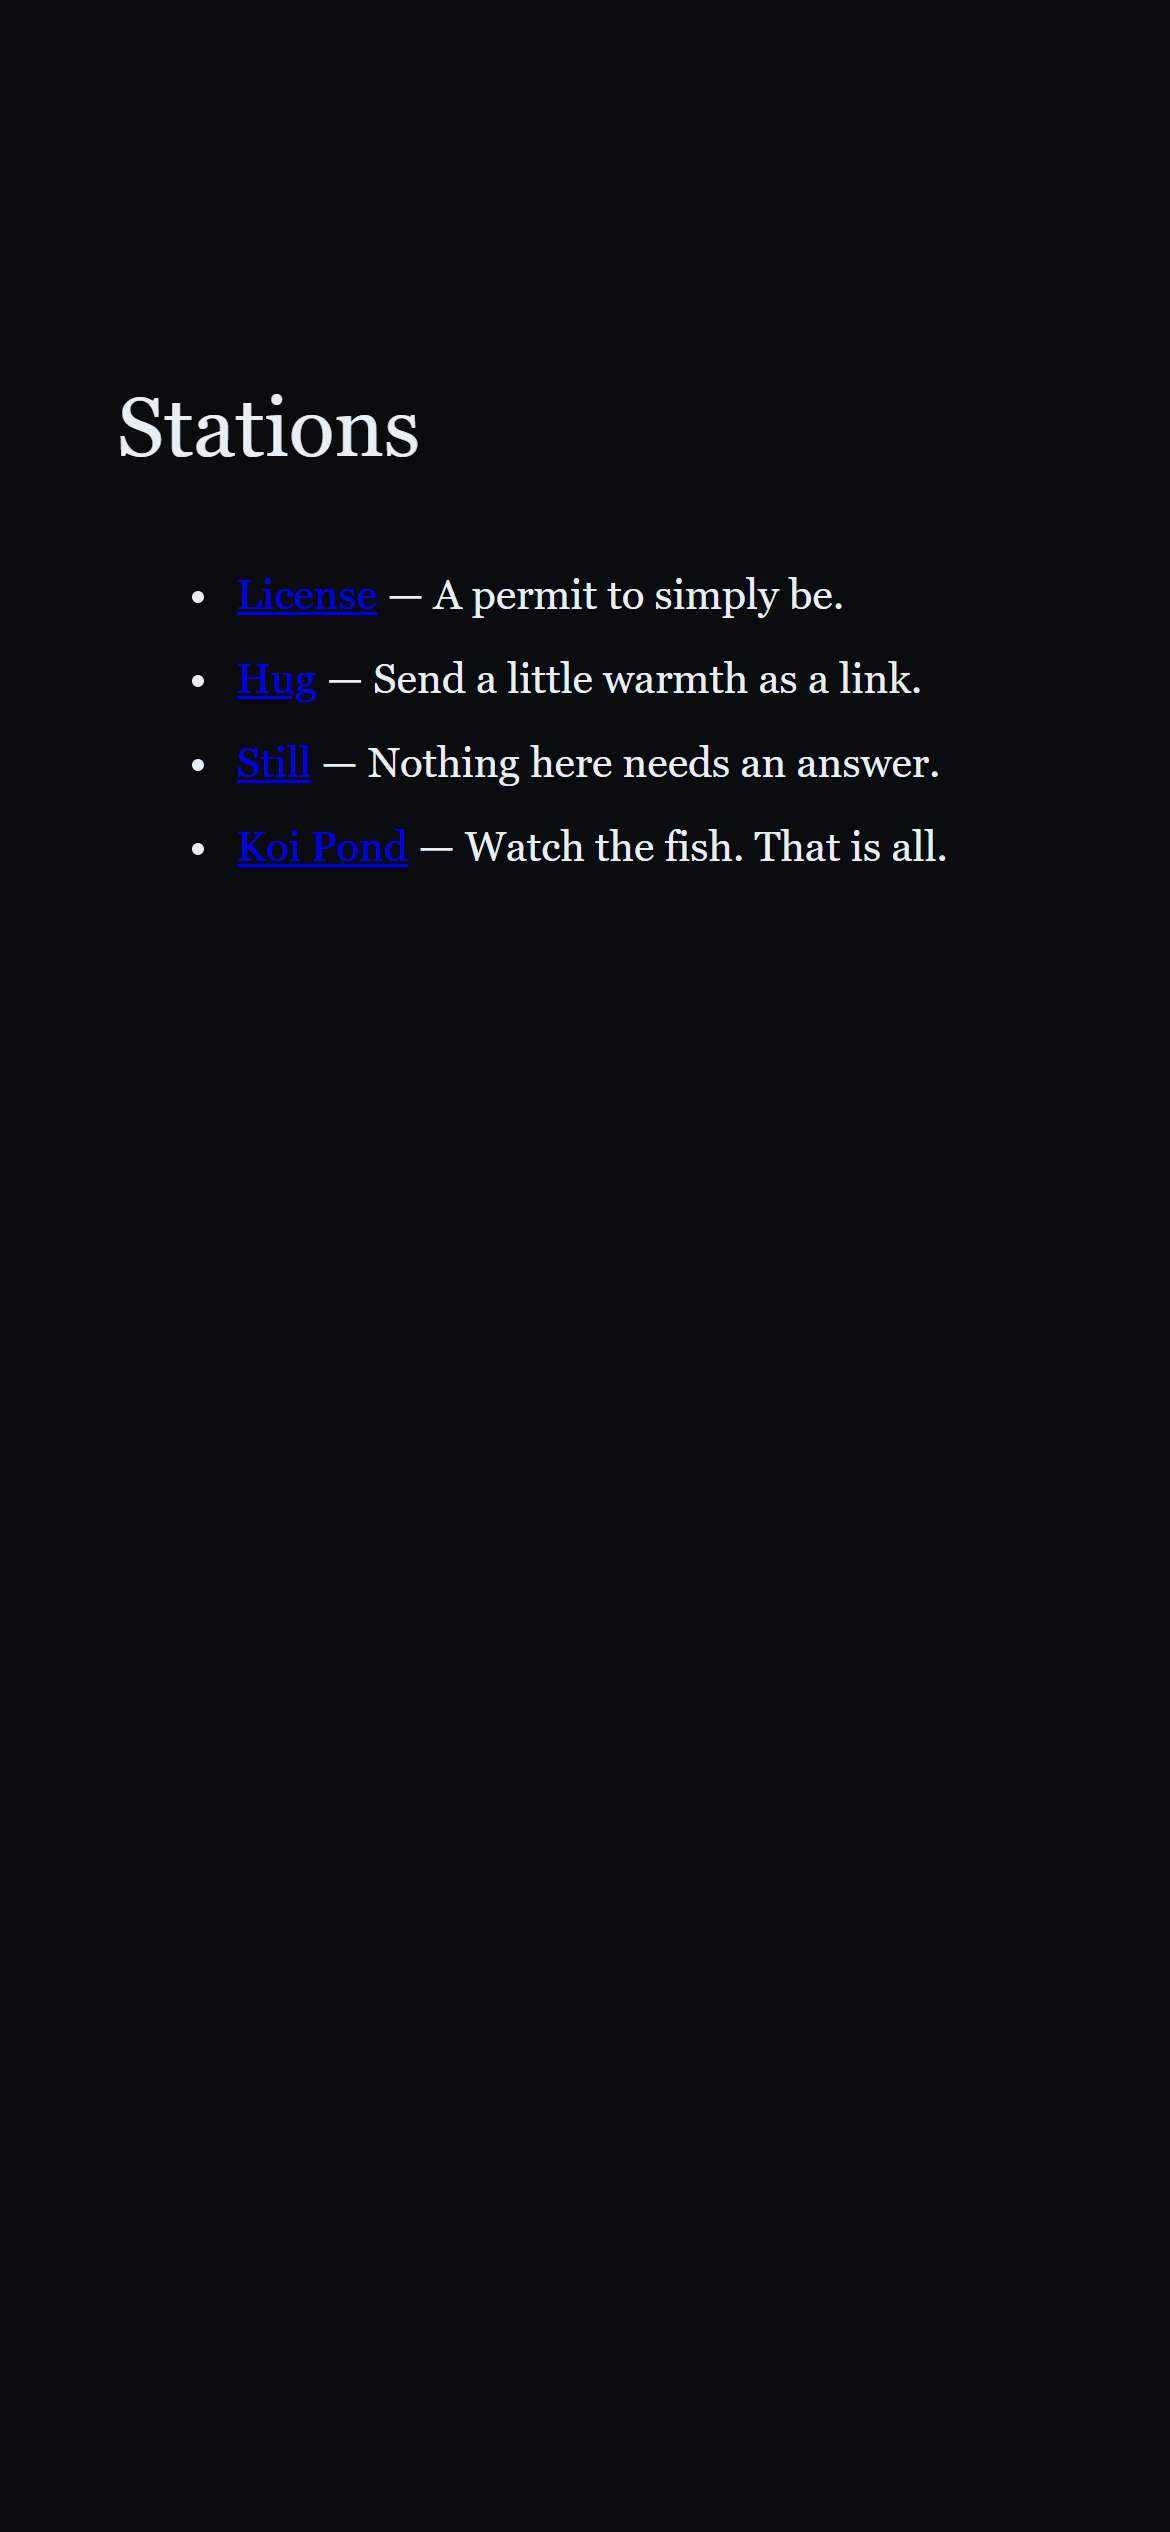 Stations
• License — A permit to simply be.
• Hug — Send a little warmth as a link.
• Still — Nothing here needs an answer.
• Koi Pond — Watch the fish. That is all.